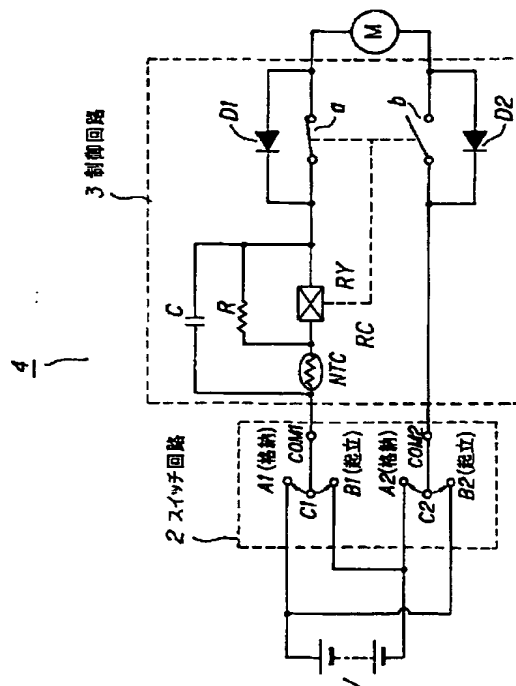 4
3 制御回路
D1
M
a
b
D2
C
R
RY
RC
NTC
2 スイッチ回路
A1(格納)
COM1
C1
B1(起立)
A2(格納)
COM2
C2
B2(起立)